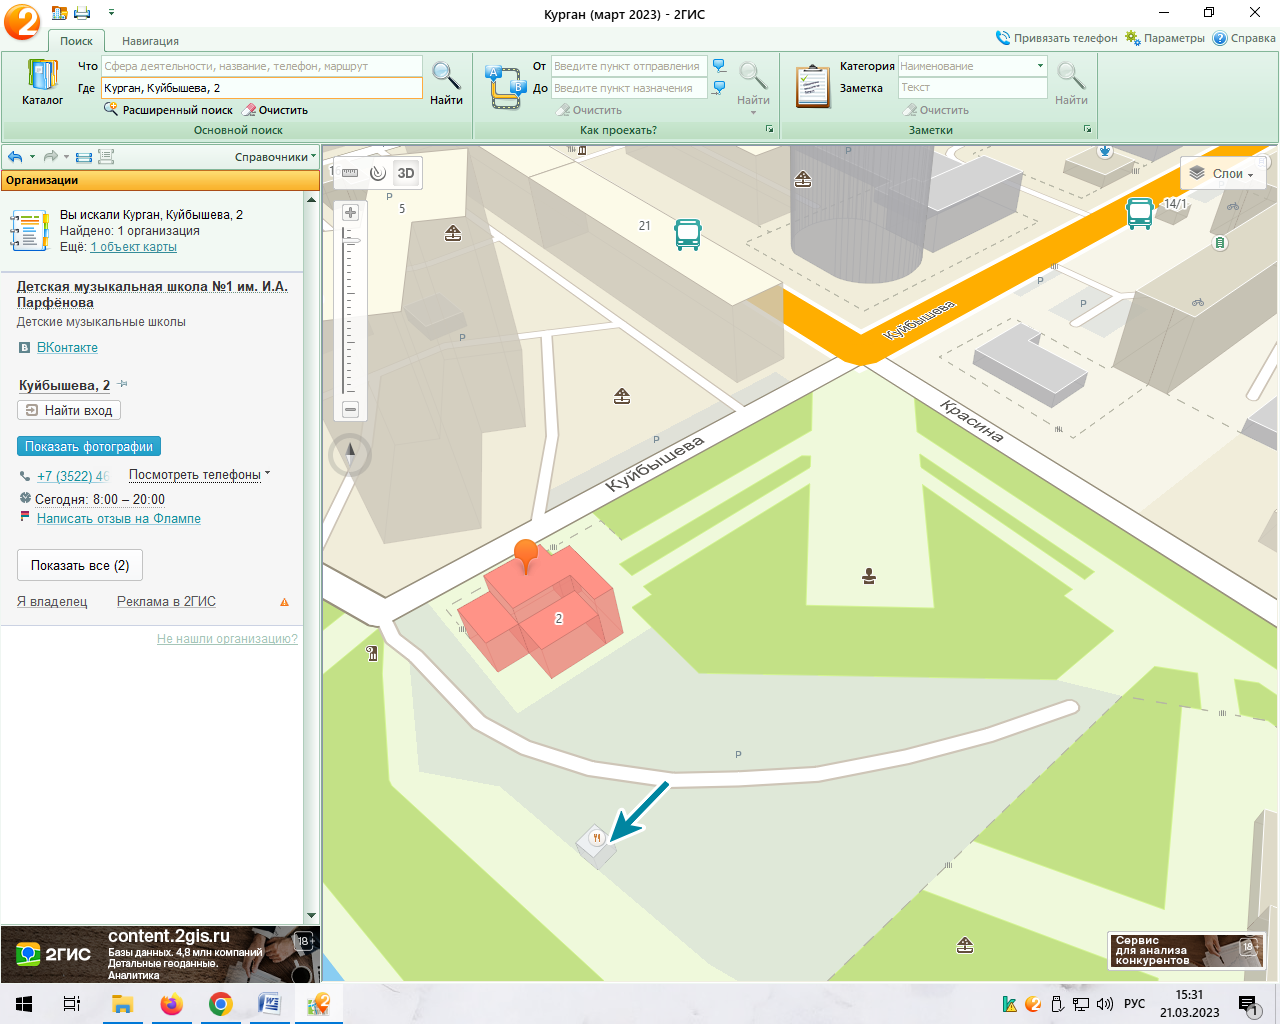 Курган (март 2023) - 2ГИС
Поиск
Навигация
Привязать телефон
Параметры
Справка
Каталог
Что
Сфера деятельности, название, телефон, маршрут
Где
Курган, Куйбышева, 2
Расширенный поиск
Очистить
Найти
Основной поиск
От
Введите пункт отправления
До
Введите пункт назначения
Очистить
Найти
Как проехать?
Категория
Наименование
Заметка
Текст
Очистить
Найти
Заметки
Справочники
Организации
Вы искали Курган, Куйбышева, 2
Найдено: 1 организация
Ещё: 1 объект карты
Детская музыкальная школа №1 им. И.А.
Парфёнова
Детские музыкальные школы
ВКонтакте
Куйбышева, 2
Найти вход
Показать фотографии
+7 (3522) 46
Посмотреть телефоны
Сегодня: 8:00 – 20:00
Написать отзыв на Флампе
Показать все (2)
Я владелец
Реклама в 2ГИС
Не нашли организацию?
2ГИС
content.2gis.ru
Базы данных. 4,8 млн компаний
Детальные геоданные.
Аналитика
18+
3D
Слои
P
5
21
P
14/1
P
P
P
P
Куйбышева
Куйбышева
Красина
2
P
Сервис
для анализа
конкурентов
18+
РУС
15:31
21.03.2023
1